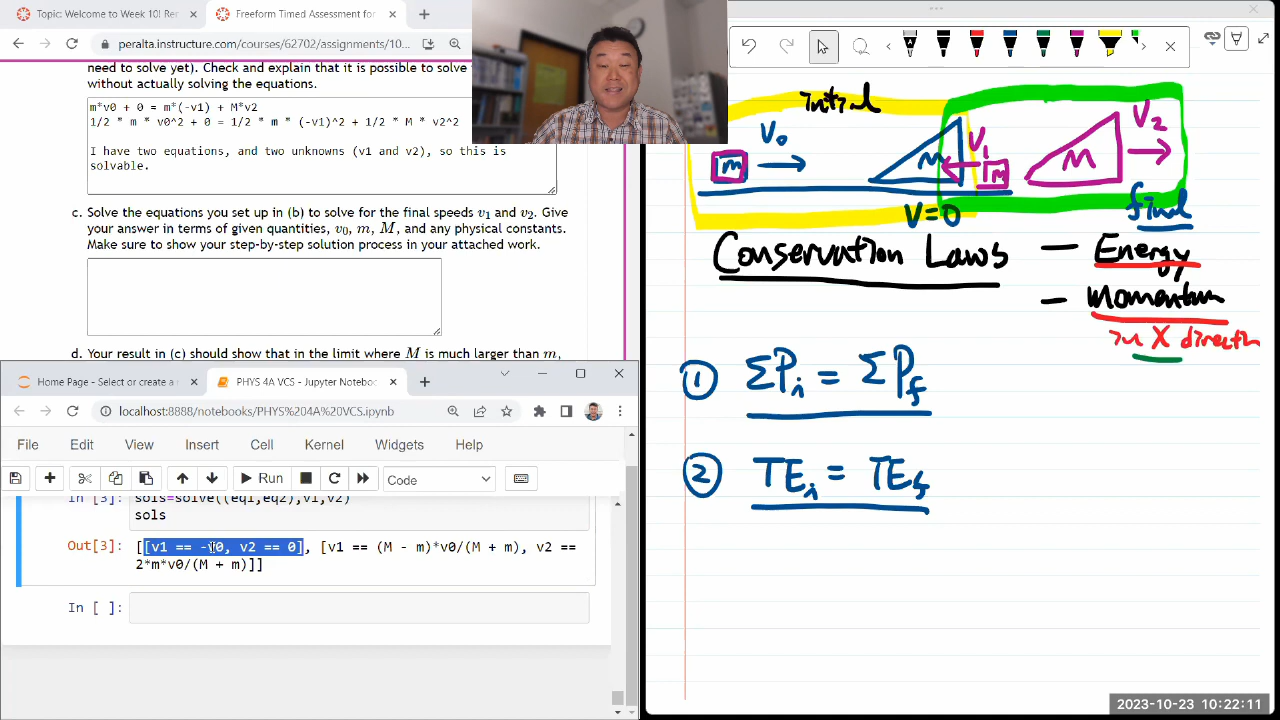 Topic: Welcome to Week 10! Re
Freeform Timed Assessment for
peralta.instructure.com/courses/62
need to solve yet). Check and explain that it is possible to solve
without actually solving the equations.
m*v0 + 0 = m*(-v1) + M*v2
+ 0 = 1/2 * m * (-v1)^2 + 1/2 * M * v2^2
I have two equations and two unknowns (v1 and v2), so this is
solvable.
c. Solve the equations you set up in (b) to solve for the final speeds v1 and v2. Give
your answer in terms of given quantities, v0, m, M, and any physical constants.
Make sure to show your step-by-step solution process in your attached work.
d. Your result in (c) should show that in the limit where M is much larger than m,
Home Page - Select or create a
PHYS 4A VCS - Jupyter Notebo
localhost:8888/notebooks/PHYS%204A%20VCS.ipynb
File Edit View Insert Cell Kernel Widgets Help
Run
Code
In [3]: sols=solve((eq1,eq2),v1,v2)
sols
Out[3]: [[v1 == -v0, v2 == 0], [v1 == (M - m)*v0/(M + m), v2 ==
2*m*v0/(M + m)]]
In [ ]:
initial
m V0 M V1 m M V2
V=0
final
Conservation Laws — Energy
— Momentum
in X direction
① ΣPi = ΣPf
② TEi = TEf
2023-10-23 10:22:11